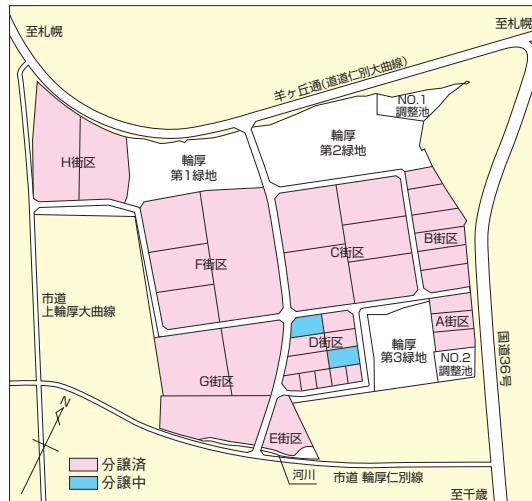 至札幌
至札幌
羊ヶ丘通(道道仁別大曲線)
NO.1
調整池
輪厚
第2緑地
輪厚
第1緑地
H街区
B街区
C街区
F街区
市道
上輪厚大曲線
A街区
D街区
輪厚
第3緑地
国道36号
NO.2
調整池
G街区
N
E街区
分譲済
分譲中
河川
市道 輪厚仁別線
至千歳